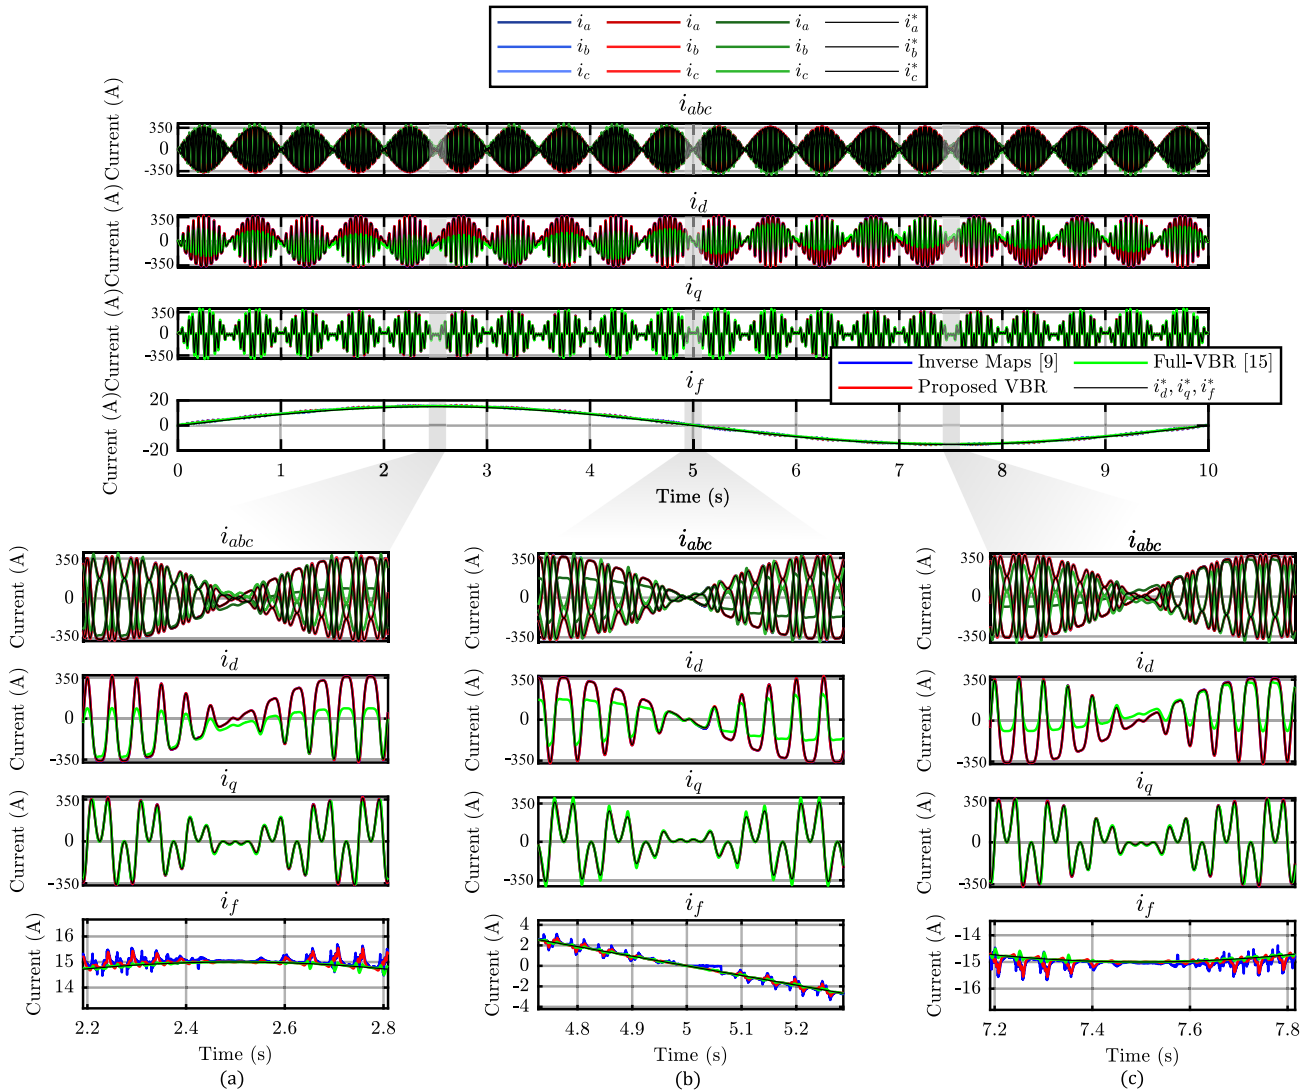 i_a i_a i_a i_a^*
i_b i_b i_b i_b^*
i_c i_c i_c i_c^*
i_abc
Current (A)
350
0
-350
i_d
Current (A)
350
0
-350
i_q
Current (A)
350
0
-350
Inverse Maps [9] Full-VBR [15]
Proposed VBR i_d^*, i_q^*, i_f^*
i_f
Current (A)
20
0
-20
0 1 2 3 4 5 6 7 8 9 10
Time (s)
i_abc
Current (A)
350
0
-350
i_d
Current (A)
350
0
-350
i_q
Current (A)
350
0
-350
i_f
Current (A)
16
15
14
2.2 2.4 2.6 2.8
Time (s)
(a)
i_abc
Current (A)
350
0
-350
i_d
Current (A)
350
0
-350
i_q
Current (A)
350
0
-350
i_f
Current (A)
4
2
0
-2
-4
4.8 4.9 5 5.1 5.2
Time (s)
(b)
i_abc
Current (A)
350
0
-350
i_d
Current (A)
350
0
-350
i_q
Current (A)
350
0
-350
i_f
Current (A)
-14
-15
-16
7.2 7.4 7.6 7.8
Time (s)
(c)